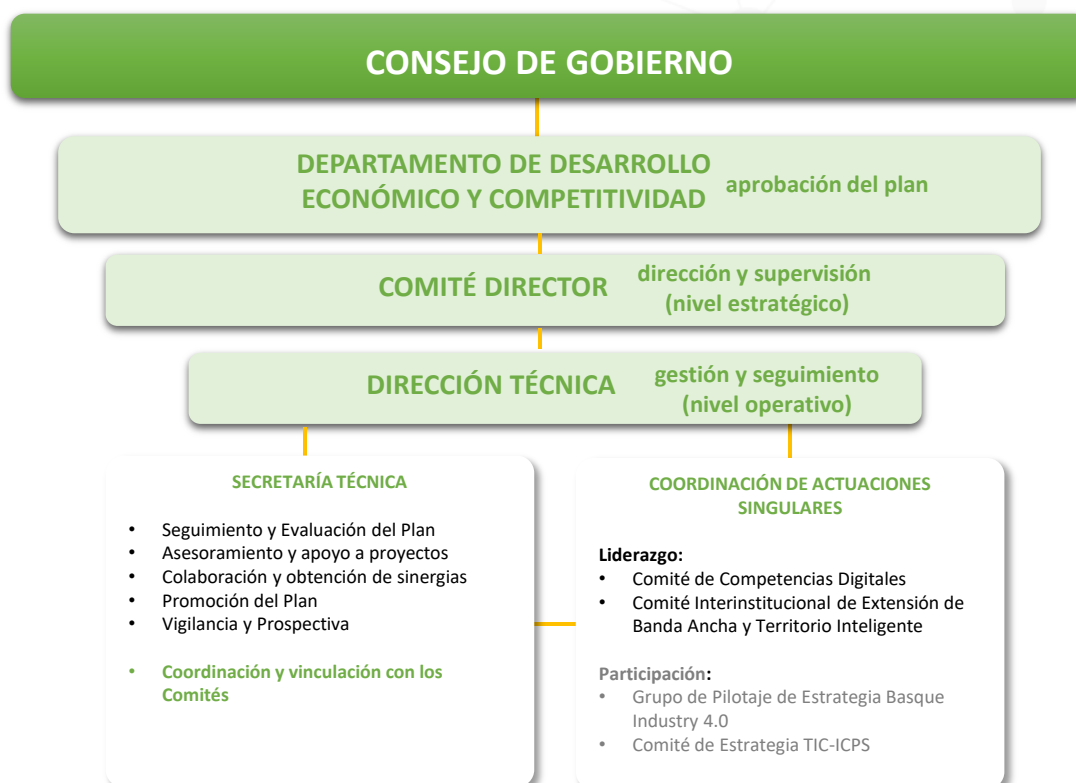 CONSEJO DE GOBIERNO
DEPARTAMENTO DE DESARROLLO
ECONÓMICO Y COMPETITIVIDAD
aprobación del plan
COMITÉ DIRECTOR
dirección y supervisión
(nivel estratégico)
DIRECCIÓN TÉCNICA
gestión y seguimiento
(nivel operativo)
SECRETARÍA TÉCNICA
• Seguimiento y Evaluación del Plan
• Asesoramiento y apoyo a proyectos
• Colaboración y obtención de sinergias
• Promoción del Plan
• Vigilancia y Prospectiva
• Coordinación y vinculación con los
Comités
COORDINACIÓN DE ACTUACIONES
SINGULARES
Liderazgo:
• Comité de Competencias Digitales
• Comité Interinstitucional de Extensión de
Banda Ancha y Territorio Inteligente
Participación:
• Grupo de Pilotaje de Estrategia Basque
Industry 4.0
• Comité de Estrategia TIC-ICPS